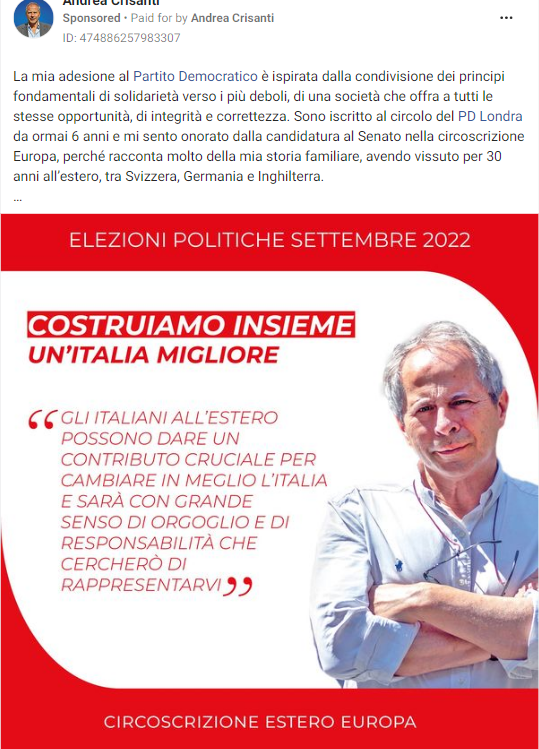 Andrea Crisanti
Sponsored • Paid for by Andrea Crisanti
ID: 474886257983307
La mia adesione al Partito Democratico è ispirata dalla condivisione dei principi
fondamentali di solidarietà verso i più deboli, di una società che offra a tutti le
stesse opportunità, di integrità e correttezza. Sono iscritto al circolo del PD Londra
da ormai 6 anni e mi sento onorato dalla candidatura al Senato nella circoscrizione
Europa, perché racconta molto della mia storia familiare, avendo vissuto per 30
anni all’estero, tra Svizzera, Germania e Inghilterra.
...
ELEZIONI POLITICHE SETTEMBRE 2022
COSTRUIAMO INSIEME
UN’ITALIA MIGLIORE
“GLI ITALIANI ALL’ESTERO
POSSONO DARE UN
CONTRIBUTO CRUCIALE PER
CAMBIARE IN MEGLIO L’ITALIA
E SARÀ CON GRANDE
SENSO DI ORGOGLIO E DI
RESPONSABILITÀ CHE
CERCHERÒ DI
RAPPRESENTARVI”
CIRCOSCRIZIONE ESTERO EUROPA